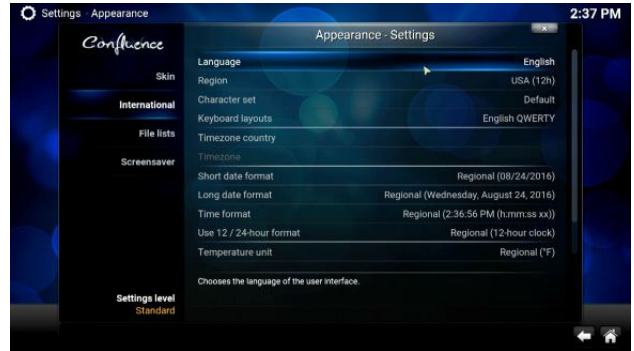 Settings - Appearance
2:37 PM
Confluence
Skin
International
File lists
Screensaver
Settings level
Standard
Appearance - Settings
Language English
Region USA (12h)
Character set Default
Keyboard layouts English QWERTY
Timezone country
Timezone
Short date format Regional (08/24/2016)
Long date format Regional (Wednesday, August 24, 2016)
Time format Regional (2:36:56 PM (h:mm:ss xx))
Use 12 / 24-hour format Regional (12-hour clock)
Temperature unit Regional (°F)
Chooses the language of the user interface.